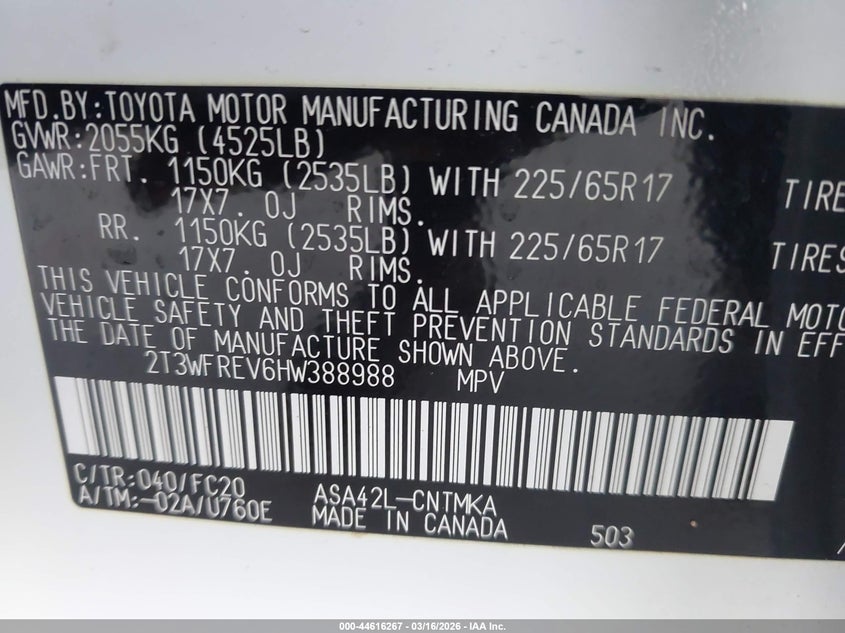 MFD.BY:TOYOTA MOTOR MANUFACTURING CANADA INC.
GVWR:2055KG (4525LB)
GAWR:FRT. 1150KG (2535LB) WITH 225/65R17 TIRE
17X7. 0J RIMS.
RR. 1150KG (2535LB) WITH 225/65R17 TIRES
17X7. 0J RIMS.
THIS VEHICLE CONFORMS TO ALL APPLICABLE FEDERAL MOTO
VEHICLE SAFETY AND THEFT PREVENTION STANDARDS IN EFF
THE DATE OF MANUFACTURE SHOWN ABOVE.
2T3WFREV6HW388988 MPV
C/TR:040/FC20 ASA42L-CNTMKA
A/TM:-02A/U760E MADE IN CANADA 503
000-44616267 - 03/16/2026 - IAA Inc.